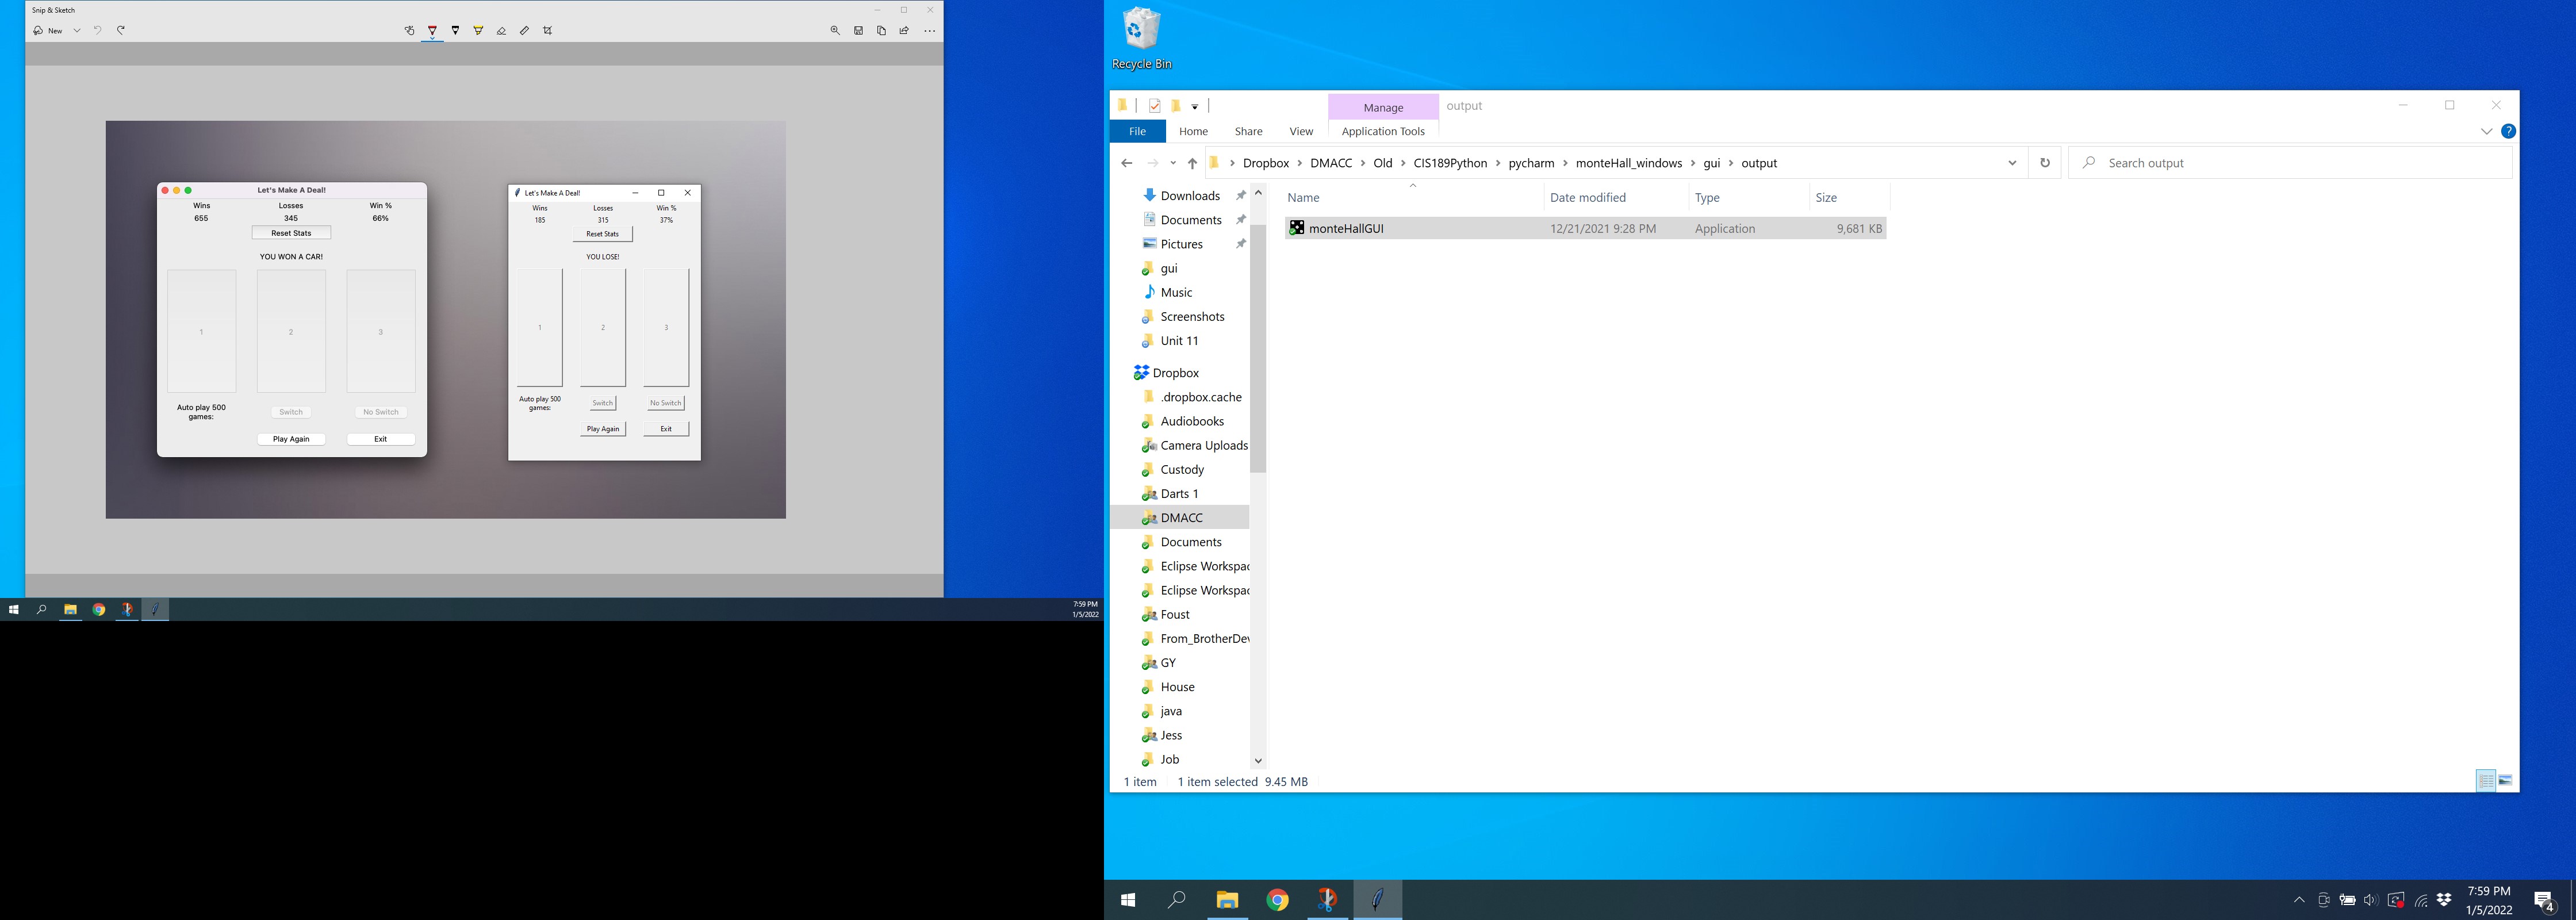 Snip & Sketch
New
Let's Make A Deal!
Wins Losses Win %
655 345 66%
Reset Stats
YOU WON A CAR!
1 2 3
Auto play 500
games:
Switch No Switch
Play Again Exit
Let's Make A Deal!
Wins Losses Win %
185 315 37%
Reset Stats
YOU LOSE!
1 2 3
Auto play 500
games:
Switch No Switch
Play Again Exit
7:59 PM
1/5/2022
Recycle Bin
Manage output
File Home Share View Application Tools
Dropbox DMACC Old CIS189Python pycharm monteHall_windows gui output
Search output
Name Date modified Type Size
monteHallGUI 12/21/2021 9:28 PM Application 9,681 KB
Downloads
Documents
Pictures
gui
Music
Screenshots
Unit 11
Dropbox
.dropbox.cache
Audiobooks
Camera Uploads
Custody
Darts 1
DMACC
Documents
Eclipse Workspac
Eclipse Workspac
Foust
From_BrotherDev
GY
House
java
Jess
Job
1 item 1 item selected 9.45 MB
7:59 PM
1/5/2022
4